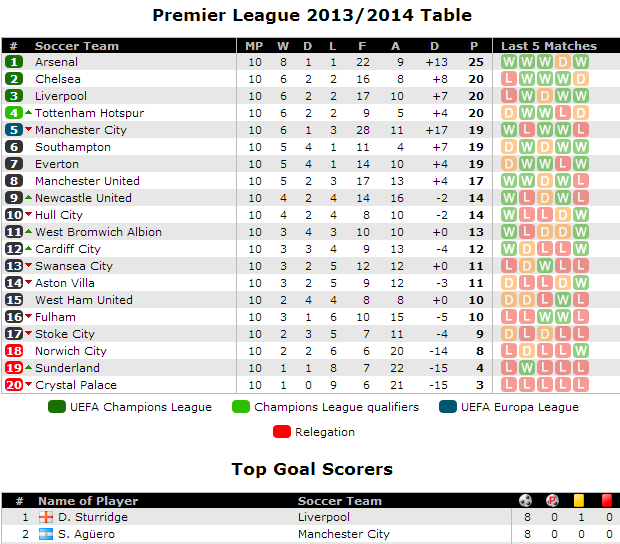 Premier League 2013/2014 Table
# Soccer Team MP W D L F A D P Last 5 Matches
1 Arsenal 10 8 1 1 22 9 +13 25 W W W D W
2 Chelsea 10 6 2 2 16 8 +8 20 L W W W D
3 Liverpool 10 6 2 2 17 10 +7 20 L W D W W
4 Tottenham Hotspur 10 6 2 2 9 5 +4 20 D W W L D
5 Manchester City 10 6 1 3 28 11 +17 19 W L W W L
6 Southampton 10 5 4 1 11 4 +7 19 D W D W W
7 Everton 10 5 4 1 14 10 +4 19 D W W L W
8 Manchester United 10 5 2 3 17 13 +4 17 W W D W L
9 Newcastle United 10 4 2 4 14 16 -2 14 W L D W L
10 Hull City 10 4 2 4 8 10 -2 14 W L L D W
11 West Bromwich Albion 10 3 4 3 10 10 +0 13 W L D D D
12 Cardiff City 10 3 3 4 9 13 -4 12 W D L L W
13 Swansea City 10 3 2 5 12 12 +0 11 L D W L L
14 Aston Villa 10 3 2 5 9 12 -3 11 D L L D W
15 West Ham United 10 2 4 4 8 8 +0 10 D D L W L
16 Fulham 10 3 1 6 10 15 -5 10 L L W W L
17 Stoke City 10 2 3 5 7 11 -4 9 D L D L L
18 Norwich City 10 2 2 6 6 20 -14 8 L D L L W
19 Sunderland 10 1 1 8 7 22 -15 4 L W L L L
20 Crystal Palace 10 1 0 9 6 21 -15 3 L L L L L
UEFA Champions League Champions League qualifiers UEFA Europa League
Relegation
Top Goal Scorers
# Name of Player Soccer Team P
1 D. Sturridge Liverpool 8 0 1 0
2 S. Agüero Manchester City 8 0 0 0